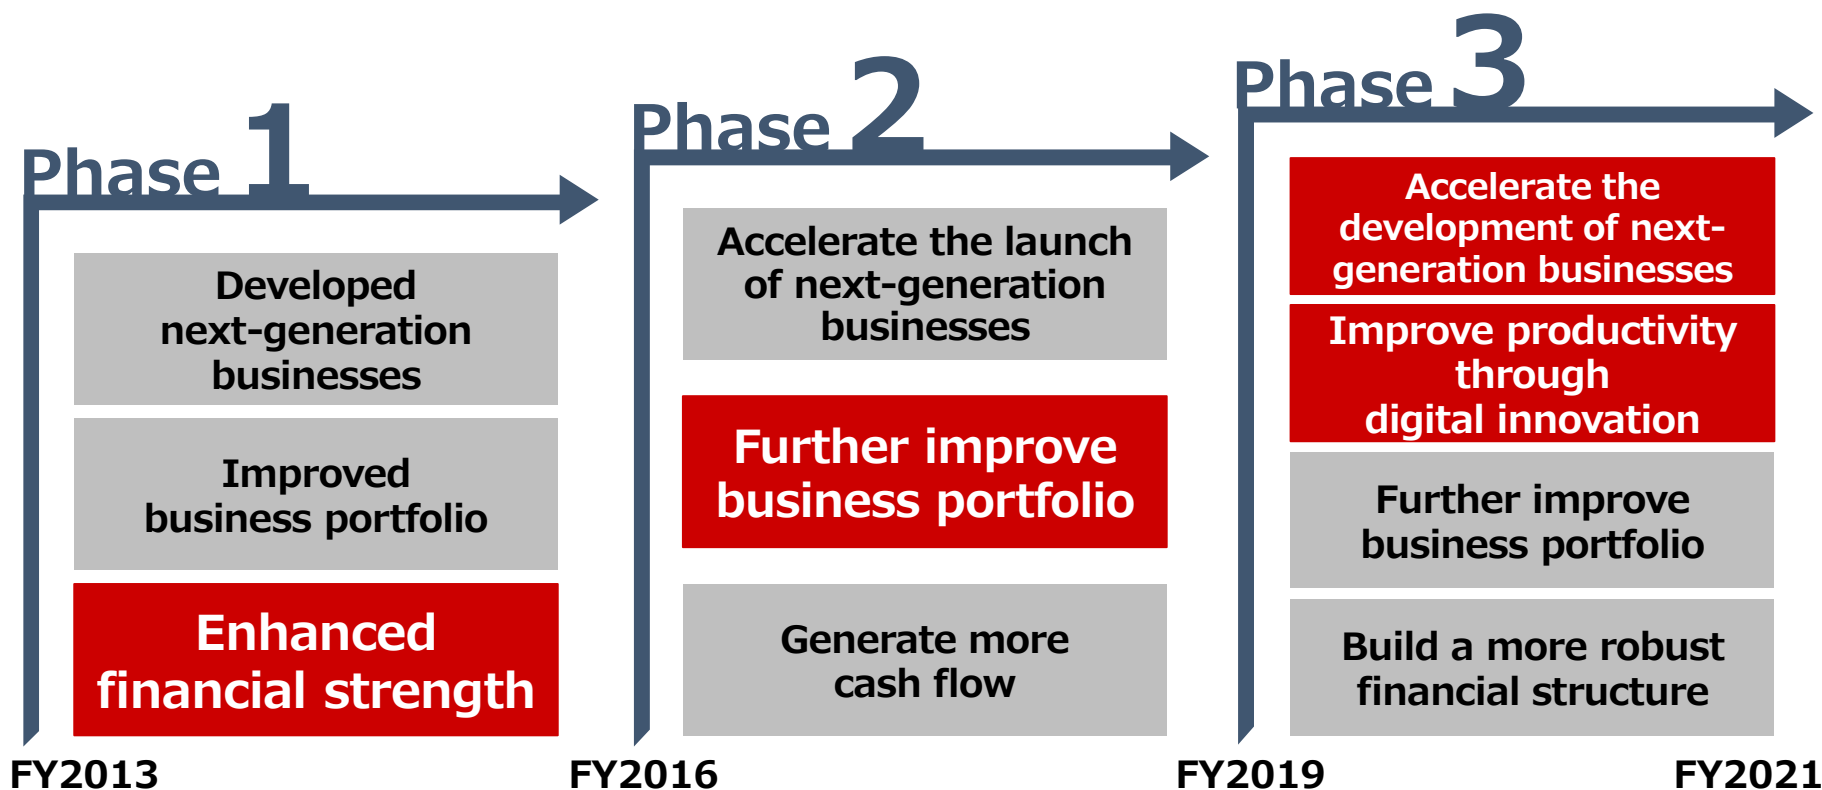 Phase 1
Developed
next-generation
businesses
Improved
business portfolio
Enhanced
financial strength
Phase 2
Accelerate the launch
of next-generation
businesses
Further improve
business portfolio
Generate more
cash flow
Phase 3
Accelerate the
development of next-
generation businesses
Improve productivity
through
digital innovation
Further improve
business portfolio
Build a more robust
financial structure
FY2013
FY2016
FY2019
FY2021